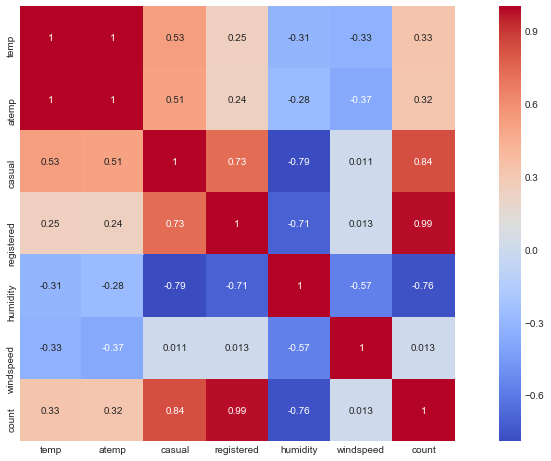 temp 1 1 0.53 0.25 -0.31 -0.33 0.33
atemp 1 1 0.51 0.24 -0.28 -0.37 0.32
casual 0.53 0.51 1 0.73 -0.79 0.011 0.84
registered 0.25 0.24 0.73 1 -0.71 0.013 0.99
humidity -0.31 -0.28 -0.79 -0.71 1 -0.57 -0.76
windspeed -0.33 -0.37 0.011 0.013 -0.57 1 0.013
count 0.33 0.32 0.84 0.99 -0.76 0.013 1
temp atemp casual registered humidity windspeed count
0.9
0.6
0.3
0.0
−0.3
−0.6